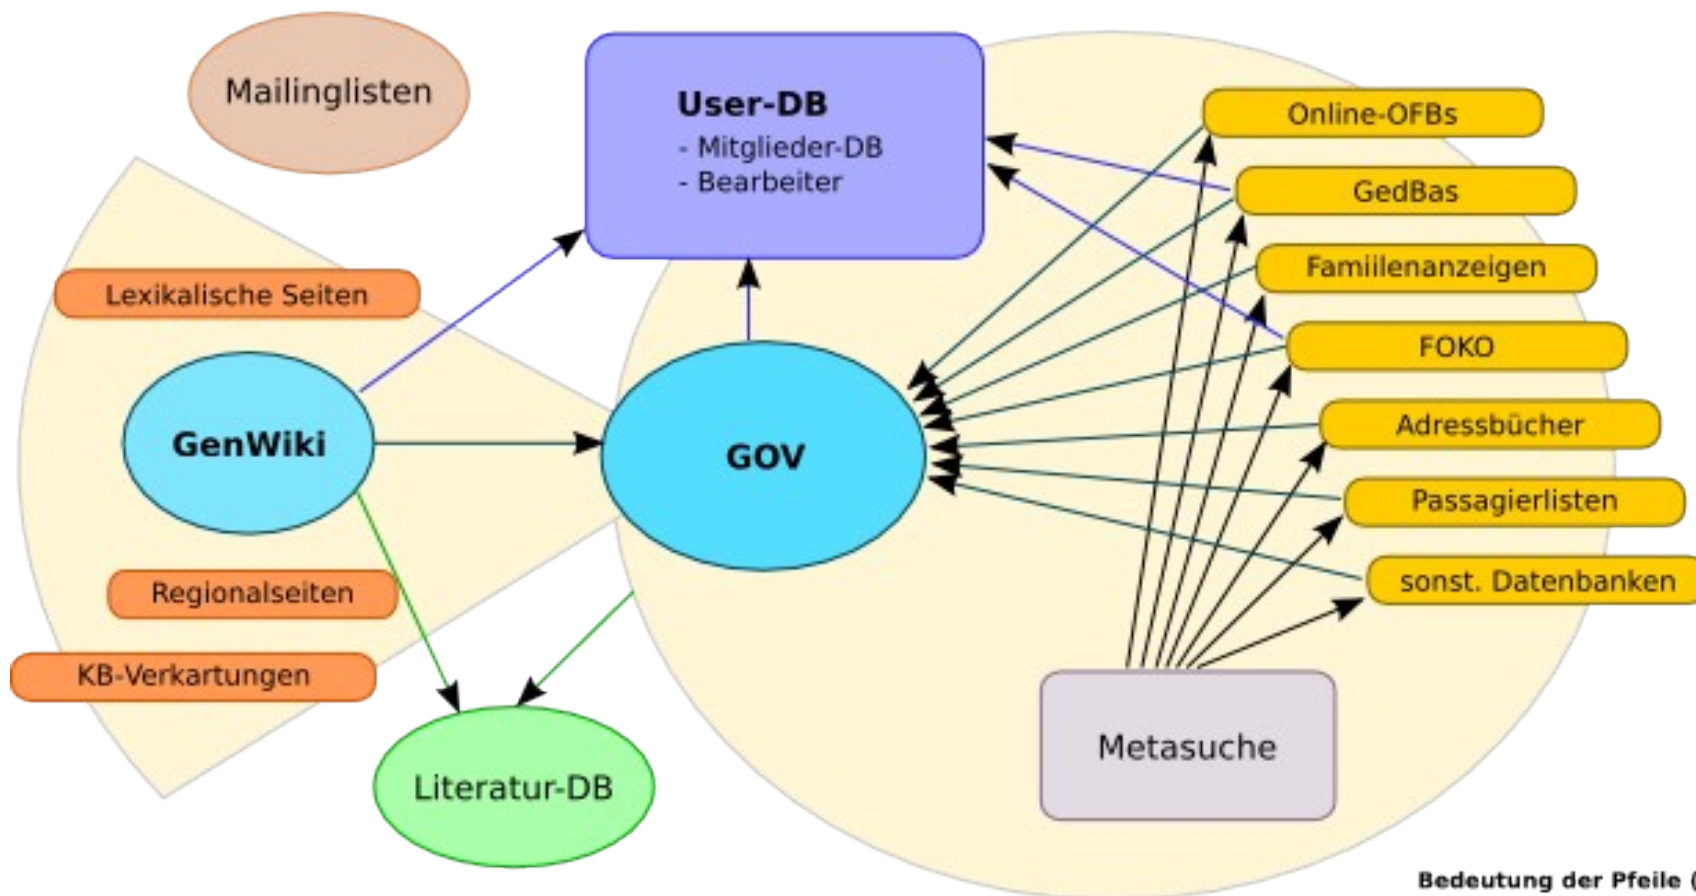 Mailinglisten
User-DB
- Mitglieder-DB
- Bearbeiter
Online-OFBs
GedBas
Famiilenanzeigen
FOKO
Adressbücher
Passagierlisten
sonst. Datenbanken
Lexikalische Seiten
GenWiki
GOV
Regionalseiten
KB-Verkartungen
Literatur-DB
Metasuche
Bedeutung der Pfeile (